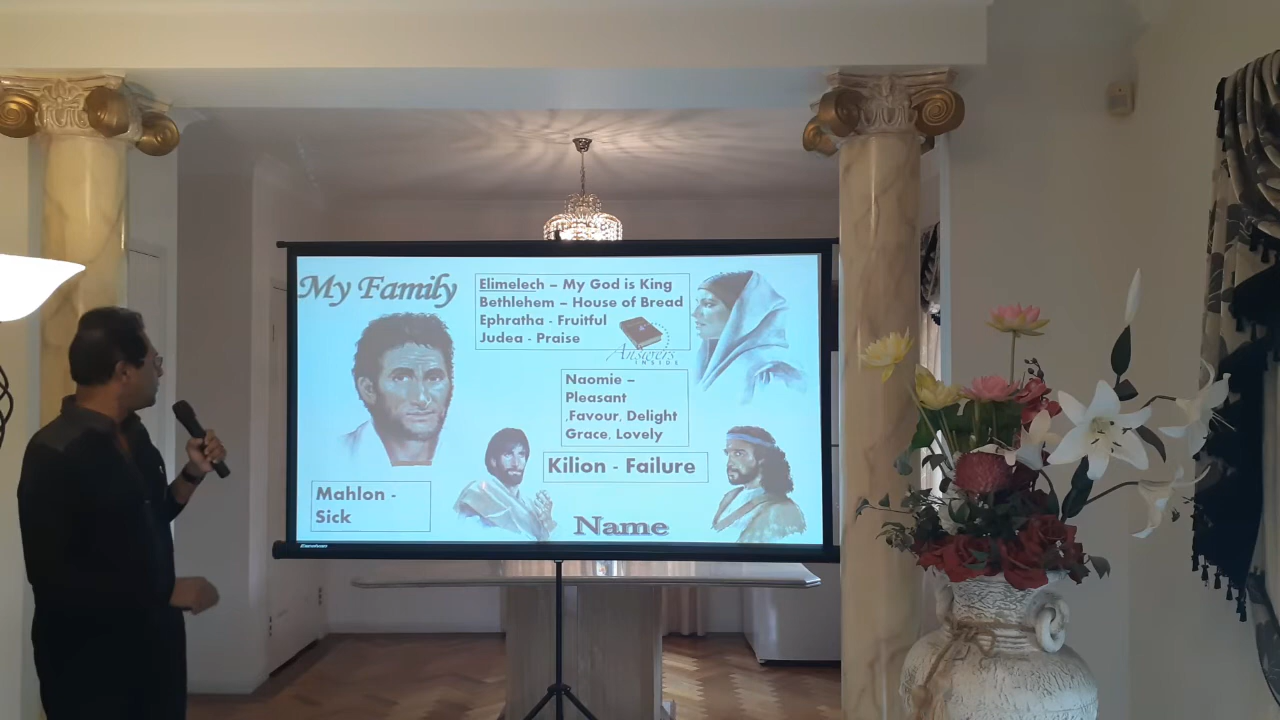 My Family
Elimelech – My God is King
Bethlehem – House of Bread
Ephratha - Fruitful
Judea - Praise
Answers
INSIDE
Naomie –
Pleasant
,Favour, Delight
Grace, Lovely
Kilion - Failure
Mahlon -
Sick
Name